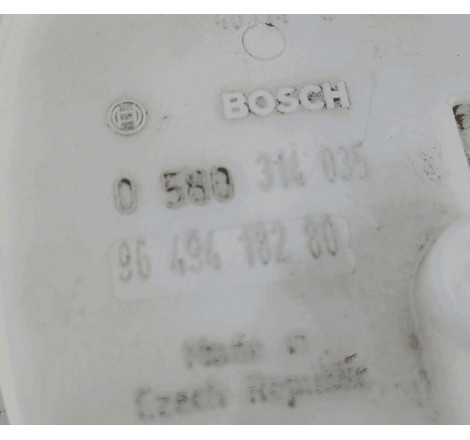 BOSCH
0 580 314 035
96 494 182 80
Made in
Czech Republic